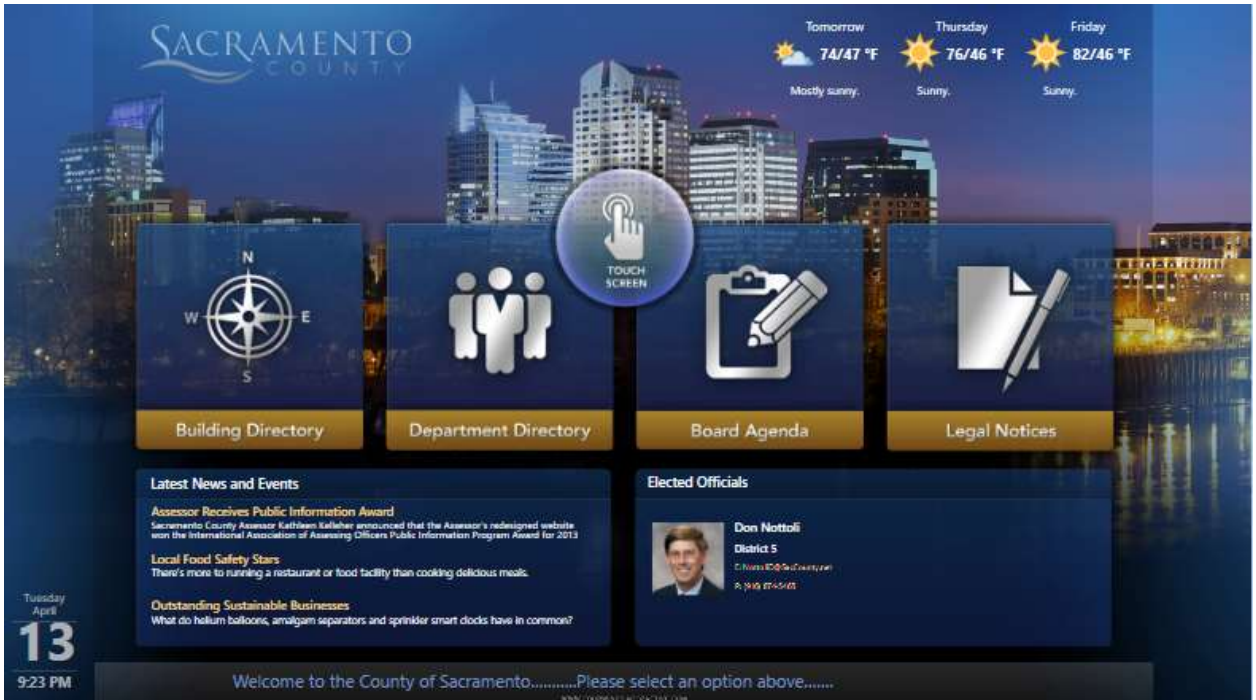 SACRAMENTO
COUNTY
Tomorrow
74/47 °F
Mostly sunny.
Thursday
76/46 °F
Sunny.
Friday
82/46 °F
Sunny.
TOUCH
SCREEN
N
W E
S
Building Directory
Department Directory
Board Agenda
Legal Notices
Latest News and Events
Assessor Receives Public Information Award
Sacramento County Assessor Kathleen Kelleher announced that the Assessor's redesigned website
won the International Association of Assessing Officers Public Information Program Award for 2013
Local Food Safety Stars
There's more to running a restaurant or food facility than cooking delicious meals.
Outstanding Sustainable Businesses
What do helium balloons, amalgam separators and sprinkler smart clocks have in common?
Elected Officials
Don Nottoli
District 5
Tuesday
April
13
9:23 PM
Welcome to the County of Sacramento..........Please select an option above.......